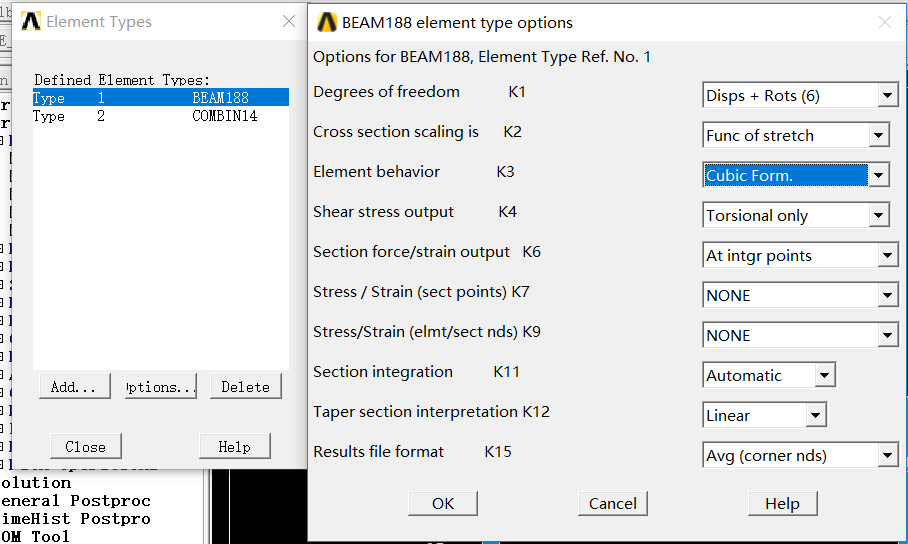 Element Types
Defined Element Types:
Type 1 BEAM188
Type 2 COMBIN14
Add...
Delete
Close
Help
BEAM188 element type options
Options for BEAM188, Element Type Ref. No. 1
Degrees of freedom K1 Disps + Rots (6)
Cross section scaling is K2 Func of stretch
Element behavior K3 Cubic Form.
Shear stress output K4 Torsional only
Section force/strain output K6 At intgr points
Stress / Strain (sect points) K7 NONE
Stress/Strain (elmt/sect nds) K9 NONE
Section integration K11 Automatic
Taper section interpretation K12 Linear
Results file format K15 Avg (corner nds)
OK
Cancel
Help
olution
eneral Postproc
imeHist Postpro
OM Tool